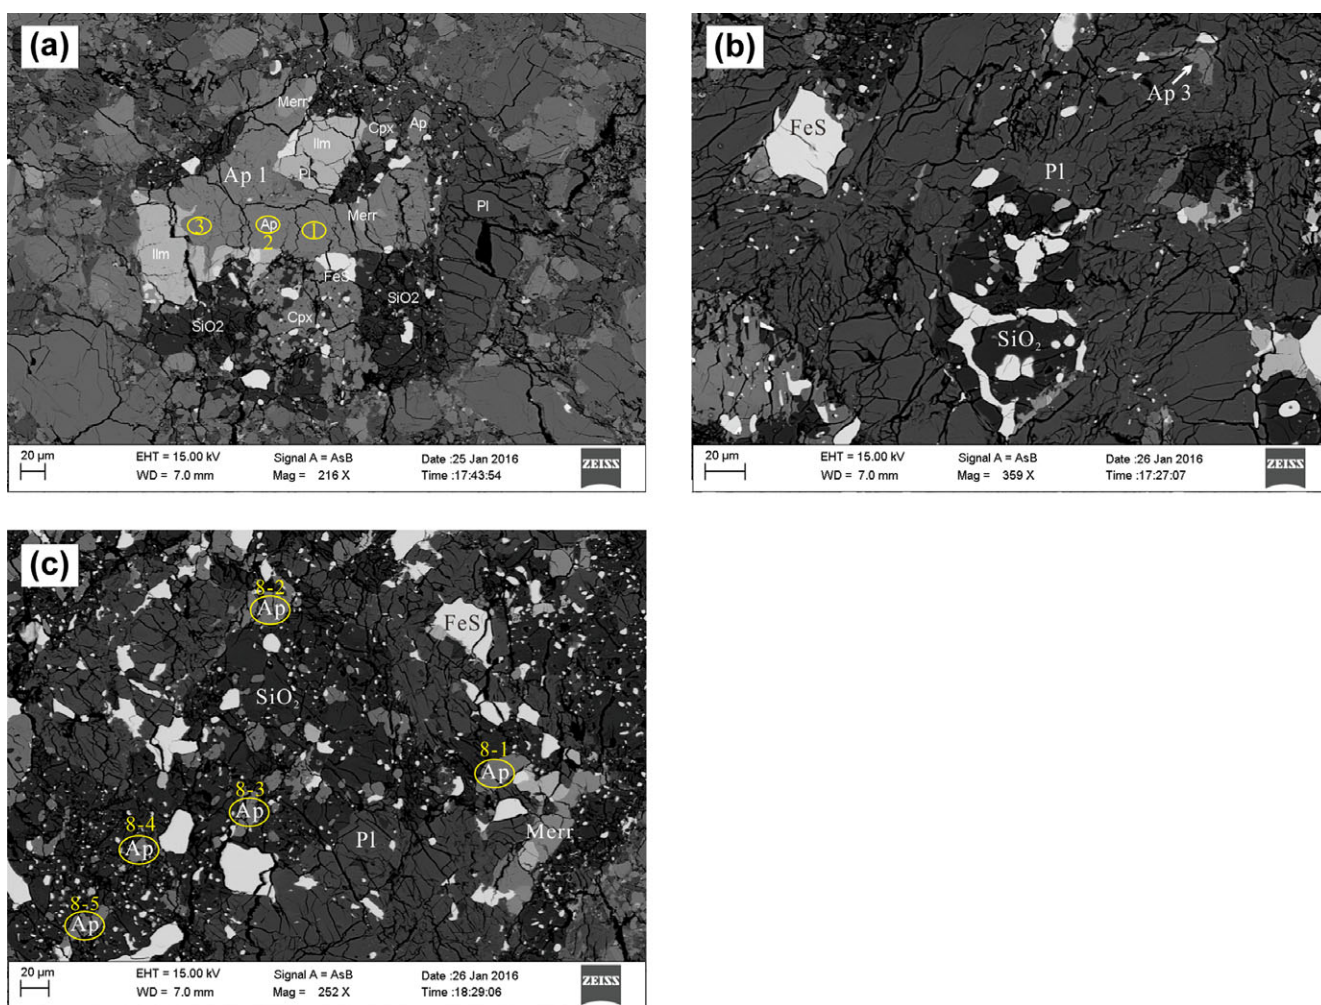 (a)
Merr
Cpx
Ap
Ilm
Ap 1
Pl
Pl
Merr
3
Ap
2
1
Ilm
FeS
SiO2
Cpx
SiO2
20 µm
EHT = 15.00 kV
Signal A = AsB
Date :25 Jan 2016
WD = 7.0 mm
Mag = 216 X
Time :17:43:54
ZEISS
(b)
Ap 3
FeS
Pl
SiO₂
20 µm
EHT = 15.00 kV
Signal A = AsB
Date :26 Jan 2016
WD = 7.0 mm
Mag = 359 X
Time :17:27:07
ZEISS
(c)
8-2
Ap
FeS
SiO₂
8-1
Ap
8-3
Ap
8-4
Ap
Pl
Merr
8-5
Ap
20 µm
EHT = 15.00 kV
Signal A = AsB
Date :26 Jan 2016
WD = 7.0 mm
Mag = 252 X
Time :18:29:06
ZEISS